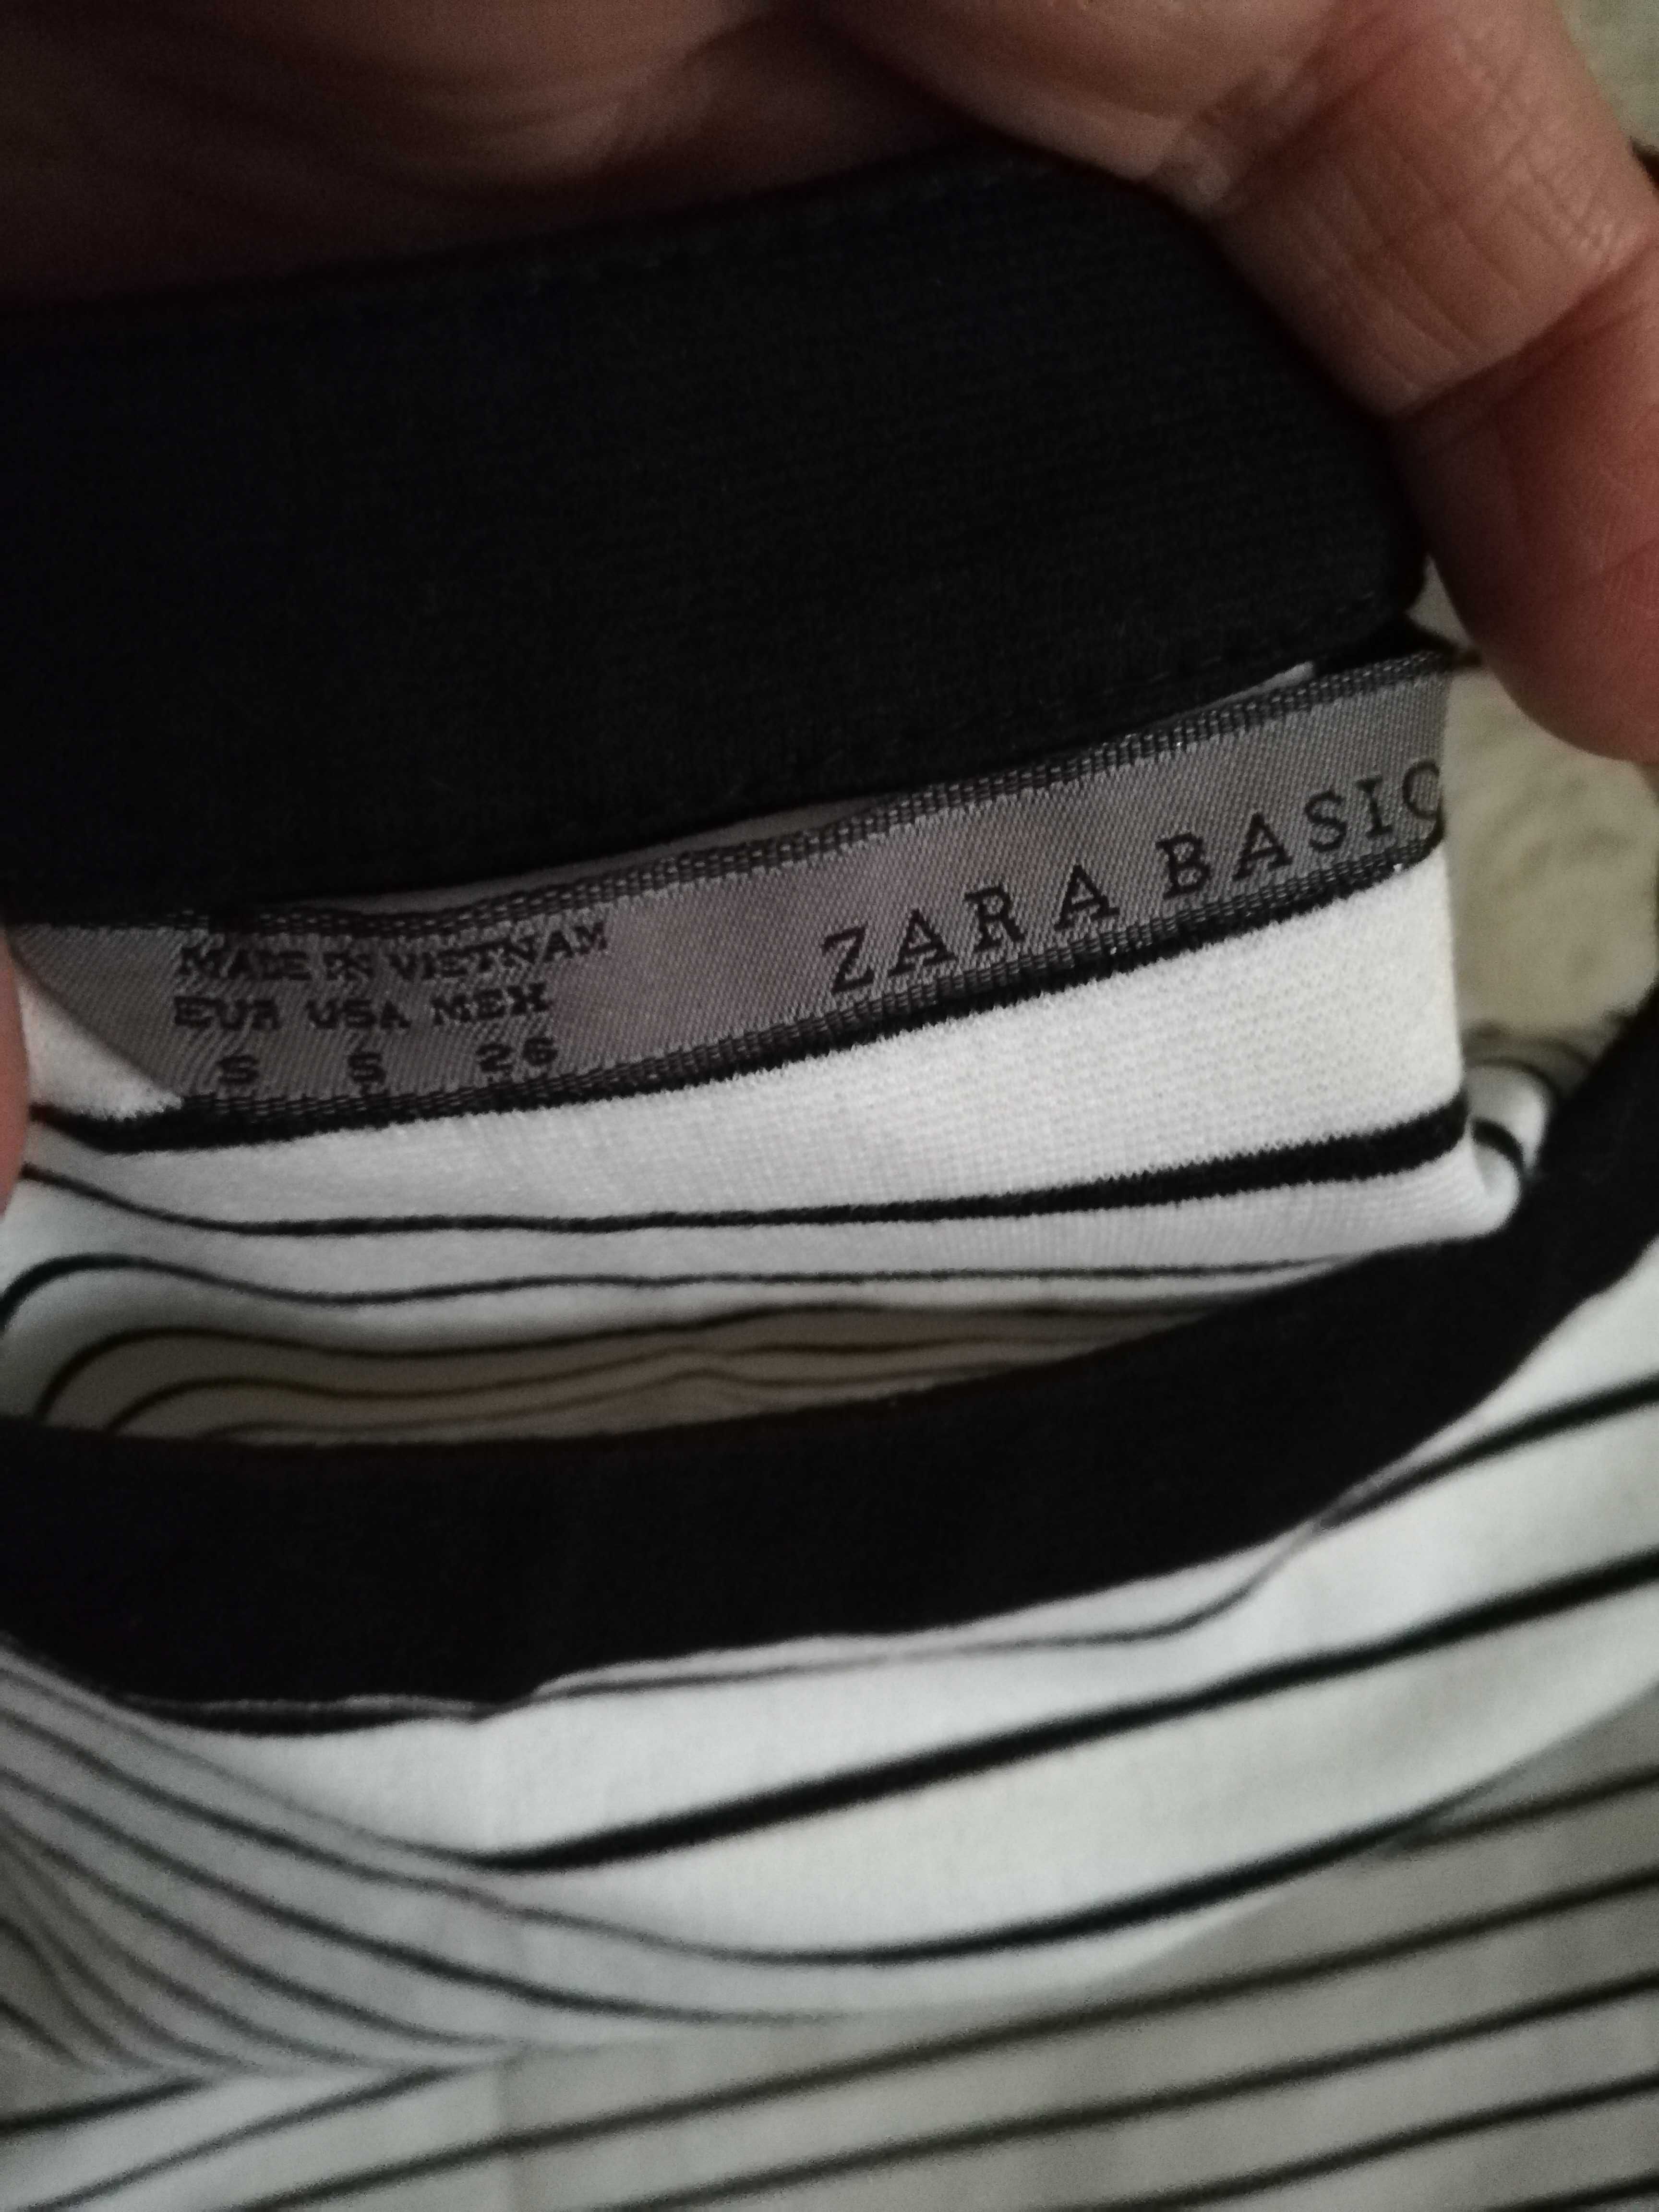 ZARA BASIC
MADE IN VIETNAM
EUR USA MEX
S S 26